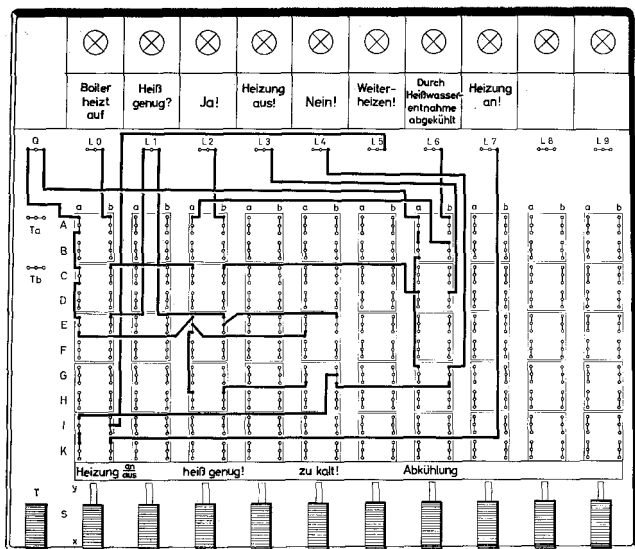 Boiler
heizt
auf
Heiß
genug?
Ja!
Heizung
aus!
Nein!
Weiter-
heizen!
Durch
Heißwasser-
entnahme
abgekühlt
Heizung
an!
Q L0 L1 L2 L3 L4 L5 L6 L7 L8 L9
a b a b a b a b a b a b a b a b a b a b
Ta
Tb
A
B
C
D
E
F
G
H
I
K
Heizung an aus heiß genug! zu kalt! Abkühlung
T
y
S
x